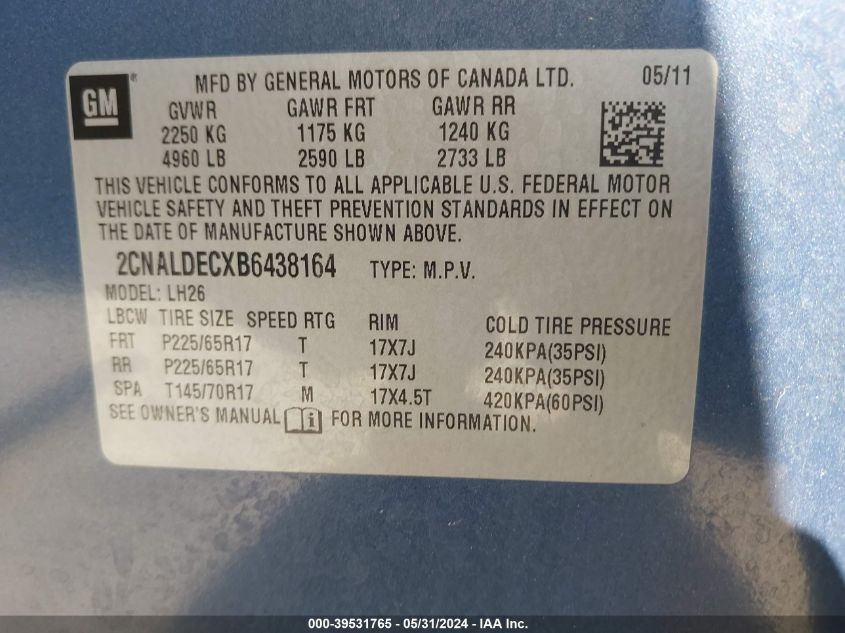 GM ® MFD BY GENERAL MOTORS OF CANADA LTD. 05/11
GVWR GAWR FRT GAWR RR
2250 KG 1175 KG 1240 KG
4960 LB 2590 LB 2733 LB
THIS VEHICLE CONFORMS TO ALL APPLICABLE U.S. FEDERAL MOTOR
VEHICLE SAFETY AND THEFT PREVENTION STANDARDS IN EFFECT ON
THE DATE OF MANUFACTURE SHOWN ABOVE.
2CNALDECXB6438164 TYPE: M.P.V.
MODEL: LH26
LBCW TIRE SIZE SPEED RTG RIM COLD TIRE PRESSURE
FRT P225/65R17 T 17X7J 240KPA(35PSI)
RR P225/65R17 T 17X7J 240KPA(35PSI)
SPA T145/70R17 M 17X4.5T 420KPA(60PSI)
SEE OWNER'S MANUAL i FOR MORE INFORMATION.
000-39531765 - 05/31/2024 - IAA Inc.